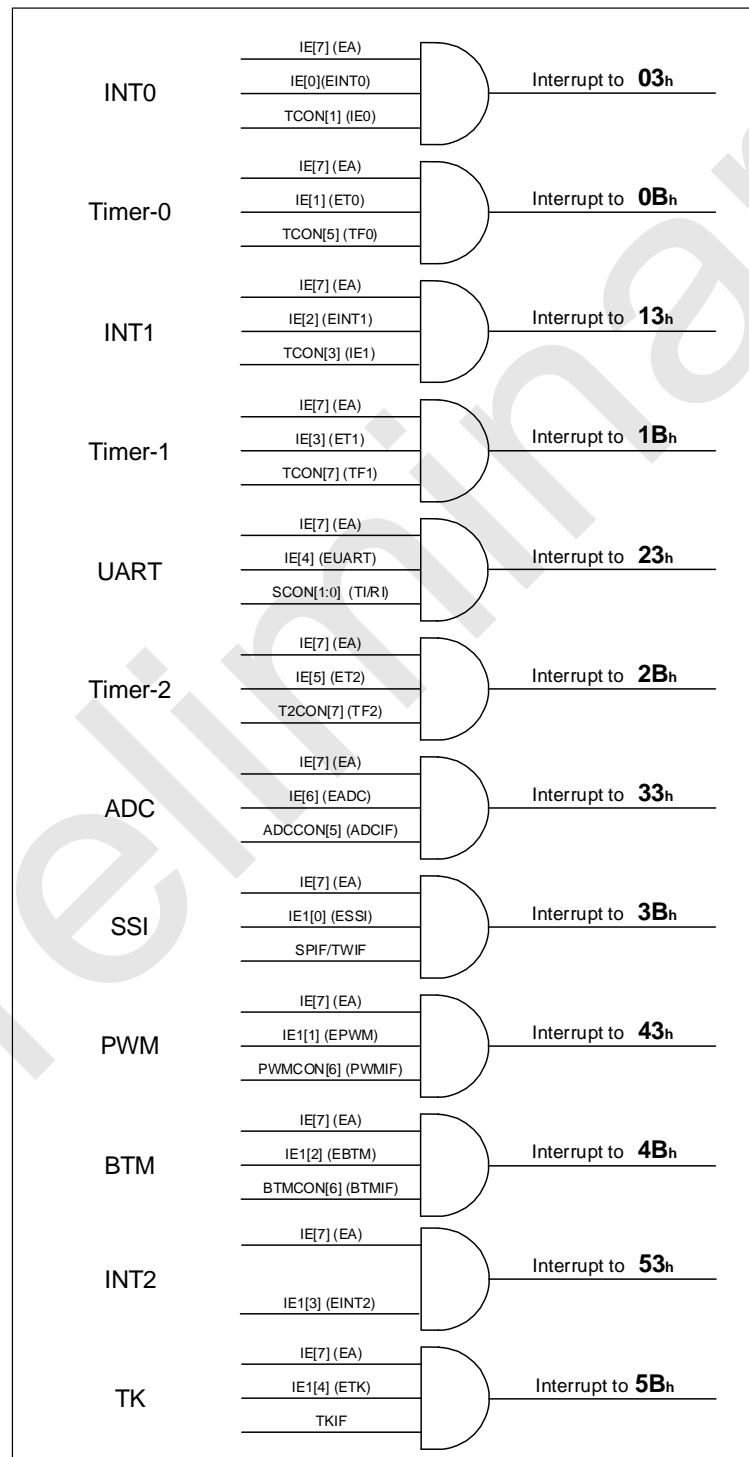 IE[7] (EA)
INT0 IE[0](EINT0) Interrupt to 03h
TCON[1] (IE0)
IE[7] (EA)
Timer-0 IE[1] (ET0) Interrupt to 0Bh
TCON[5] (TF0)
IE[7] (EA)
INT1 IE[2] (EINT1) Interrupt to 13h
TCON[3] (IE1)
IE[7] (EA)
Timer-1 IE[3] (ET1) Interrupt to 1Bh
TCON[7] (TF1)
IE[7] (EA)
UART IE[4] (EUART) Interrupt to 23h
SCON[1:0] (TI/RI)
IE[7] (EA)
Timer-2 IE[5] (ET2) Interrupt to 2Bh
T2CON[7] (TF2)
IE[7] (EA)
ADC IE[6] (EADC) Interrupt to 33h
ADCCON[5] (ADCIF)
IE[7] (EA)
SSI IE1[0] (ESSI) Interrupt to 3Bh
SPIF/TWIF
IE[7] (EA)
PWM IE1[1] (EPWM) Interrupt to 43h
PWMCON[6] (PWMIF)
IE[7] (EA)
BTM IE1[2] (EBTM) Interrupt to 4Bh
BTMCON[6] (BTMIF)
IE[7] (EA)
INT2 Interrupt to 53h
IE1[3] (EINT2)
IE[7] (EA)
TK IE1[4] (ETK) Interrupt to 5Bh
TKIF